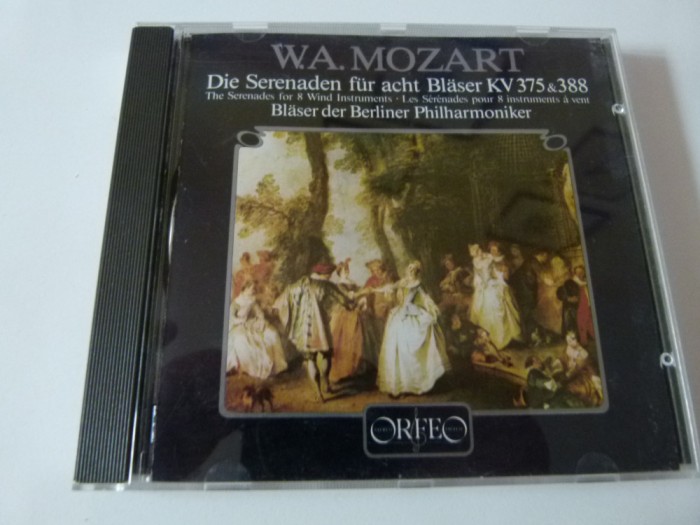 W.A. MOZART
Die Serenaden für acht Bläser KV 375 & 388
The Serenades for 8 Wind Instruments · Les Sérénades pour 8 instruments à vent
Bläser der Berliner Philharmoniker
ORFEO